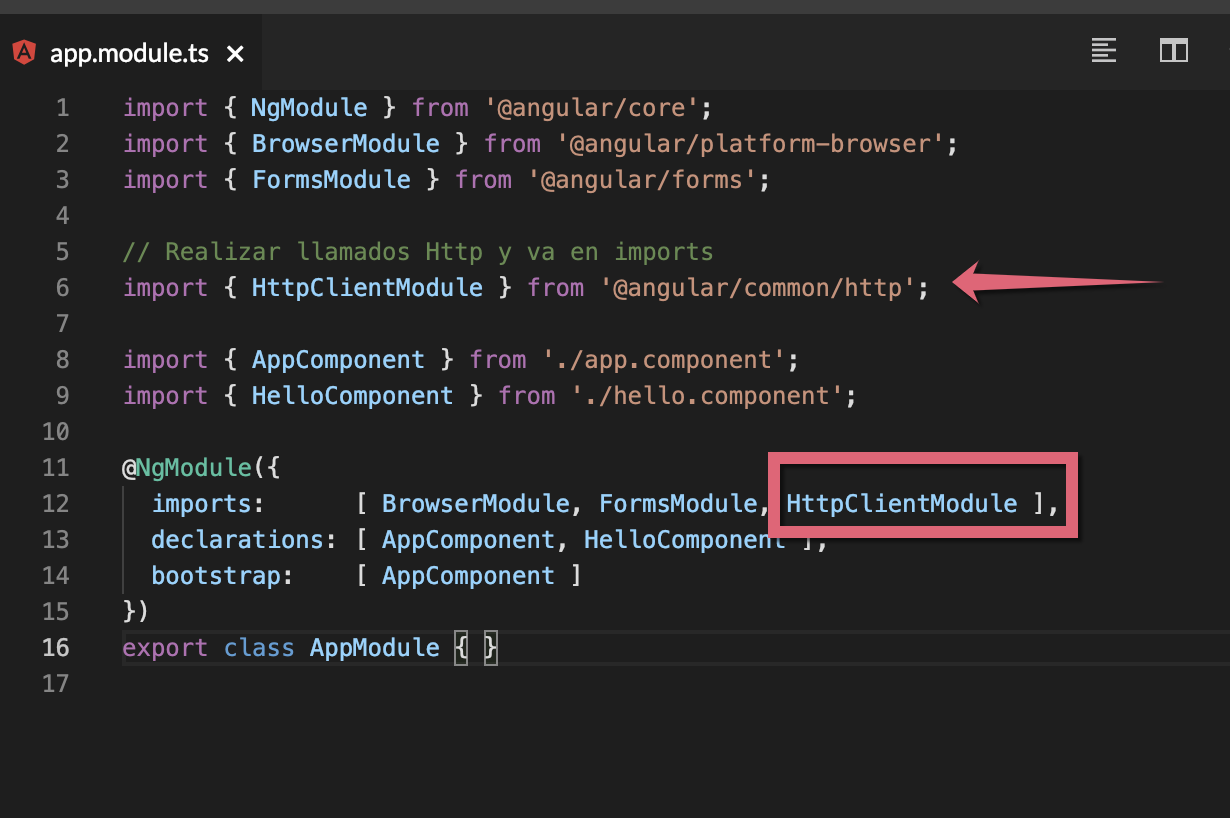 app.module.ts ×
1 import { NgModule } from '@angular/core';
2 import { BrowserModule } from '@angular/platform-browser';
3 import { FormsModule } from '@angular/forms';
4
5 // Realizar llamados Http y va en imports
6 import { HttpClientModule } from '@angular/common/http';
7
8 import { AppComponent } from './app.component';
9 import { HelloComponent } from './hello.component';
10
11 @NgModule({
12   imports:      [ BrowserModule, FormsModule, HttpClientModule ],
13   declarations: [ AppComponent, HelloComponent ],
14   bootstrap:    [ AppComponent ]
15 })
16 export class AppModule { }
17